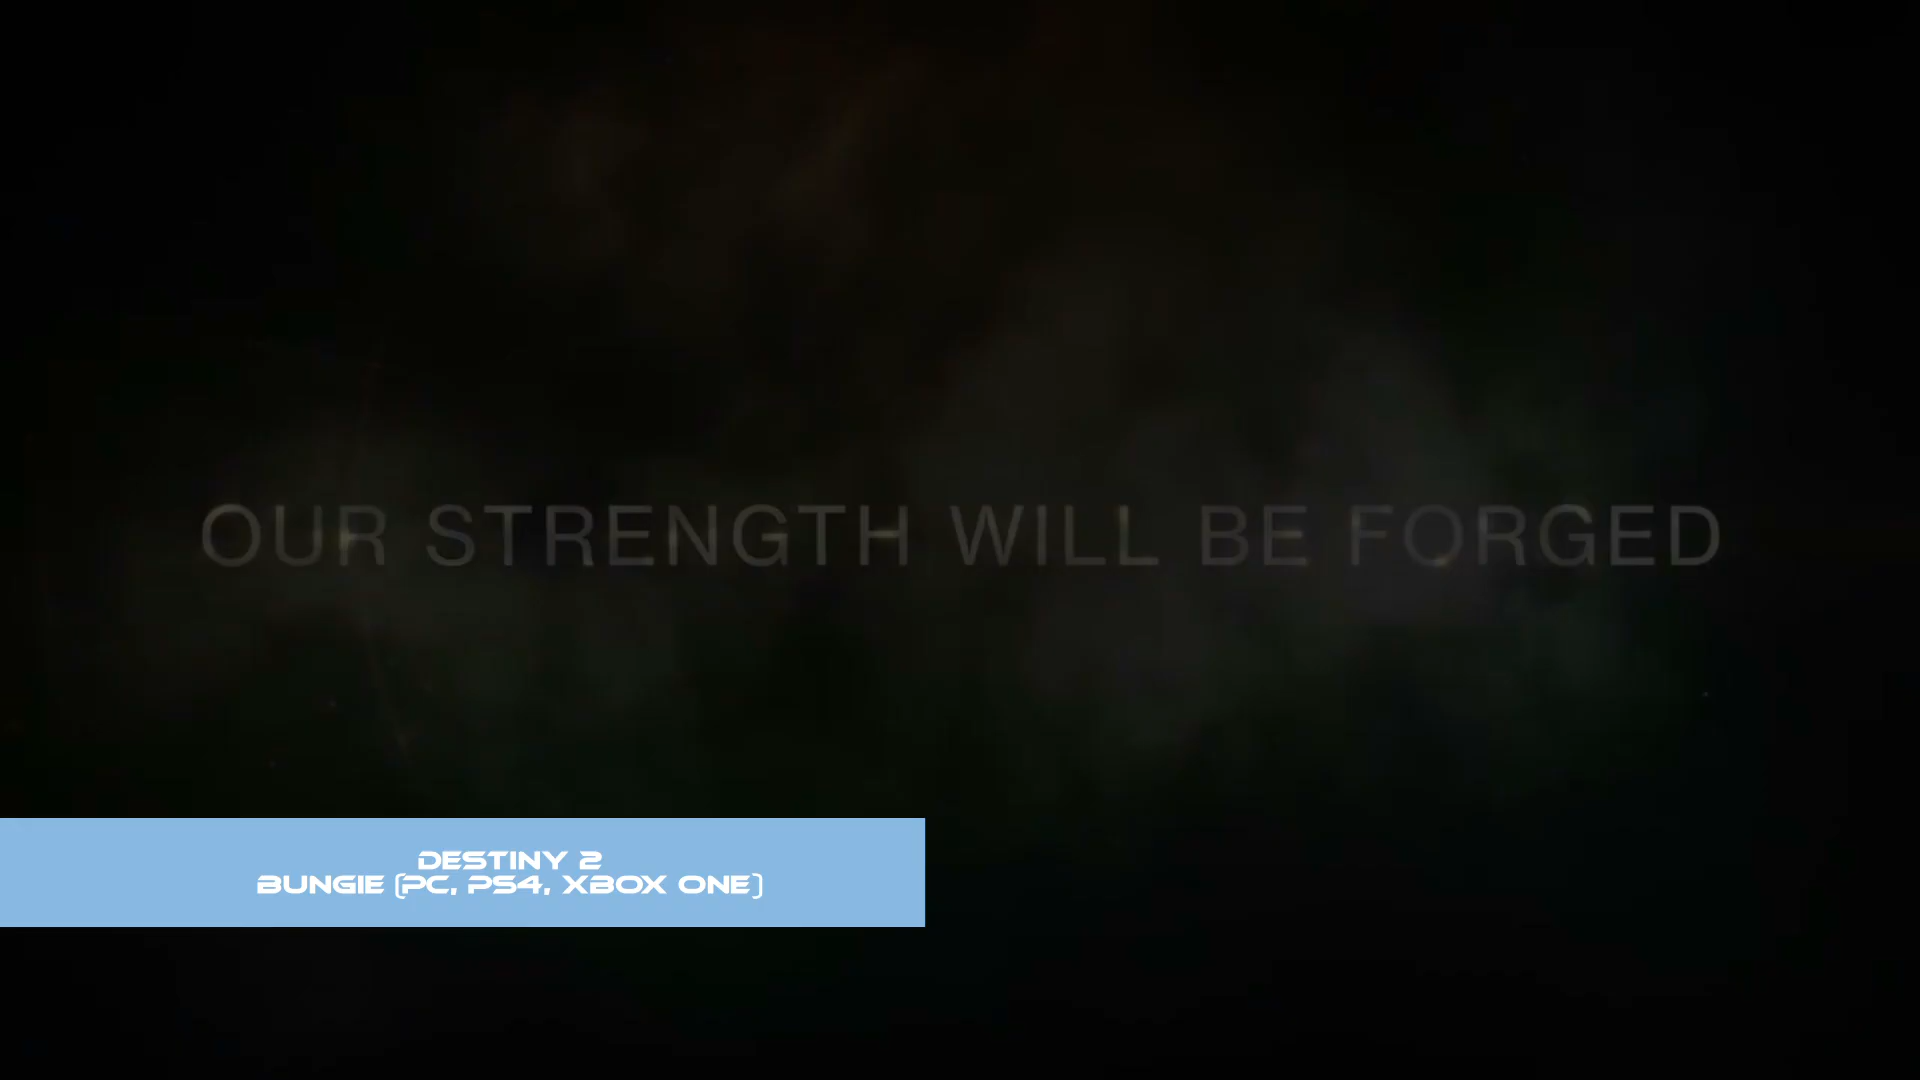 OUR STRENGTH WILL BE FORGED
DESTINY 2
BUNGIE (PC, PS4, XBOX ONE)